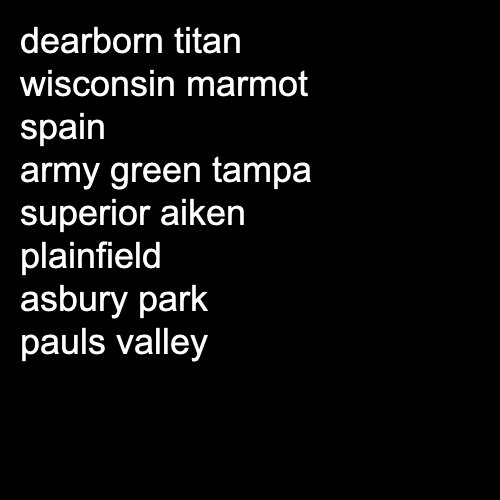 dearborn titan
wisconsin marmot
spain
army green tampa
superior aiken
plainfield
asbury park
pauls valley